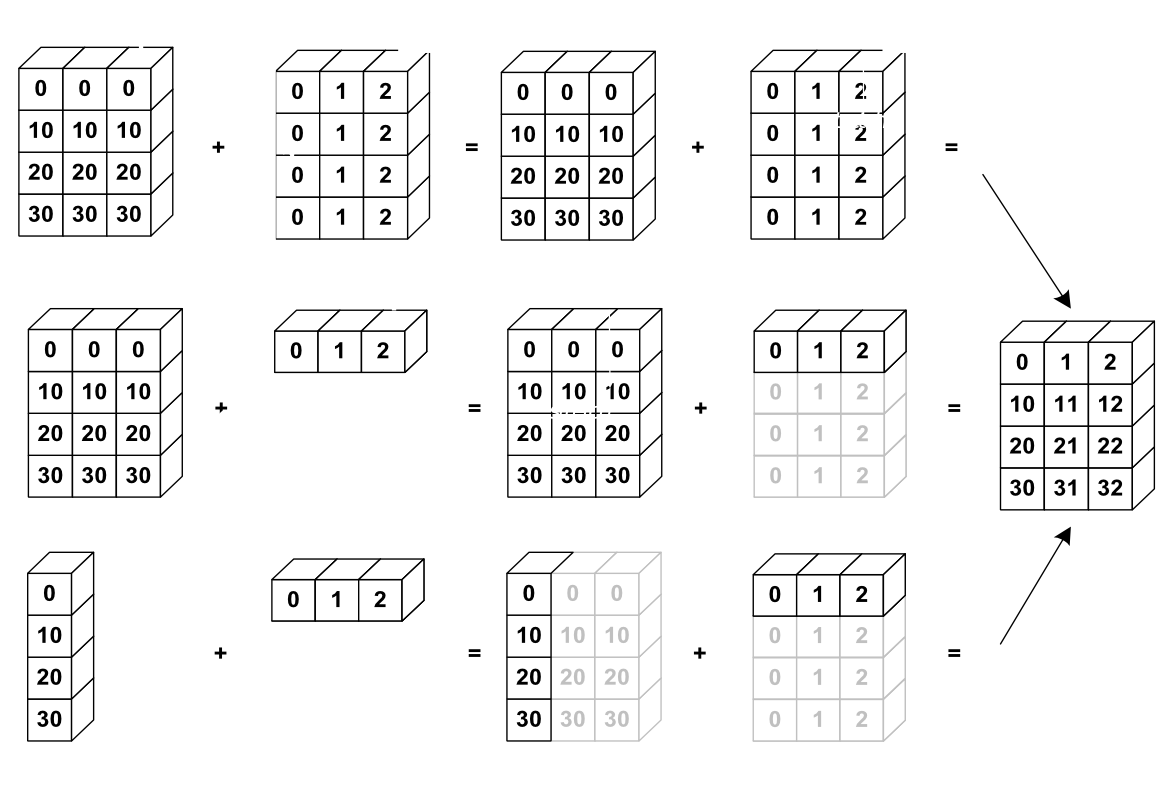 0 0 0 0 1 2 0 0 0 0 1 2
10 10 10 0 1 2 10 10 10 0 1 2
+ = + =
20 20 20 0 1 2 20 20 20 0 1 2
30 30 30 0 1 2 30 30 30 0 1 2
0 0 0 0 1 2 0 0 0 0 1 2 0 1 2
10 10 10 10 10 10 0 1 2 10 11 12
+ = + =
20 20 20 20 20 20 0 1 2 20 21 22
30 30 30 30 30 30 0 1 2 30 31 32
0 0 1 2 0 0 0 0 1 2
10 10 10 10 0 1 2
+ = + =
20 20 20 20 0 1 2
30 30 30 30 0 1 2